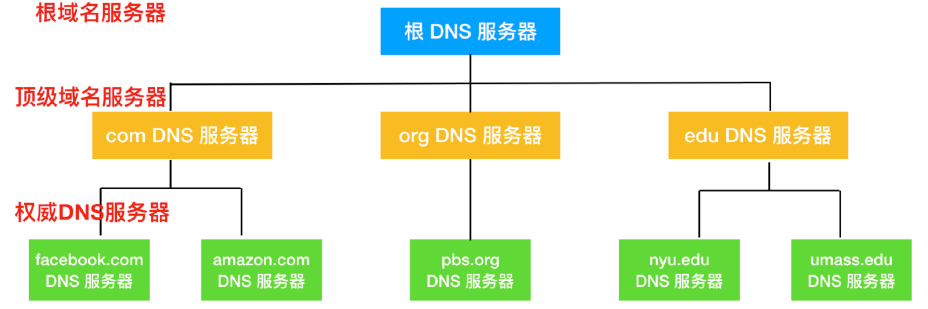 根域名服务器
根 DNS 服务器
顶级域名服务器
com DNS 服务器
org DNS 服务器
edu DNS 服务器
权威DNS服务器
facebook.com
DNS 服务器
amazon.com
DNS 服务器
pbs.org
DNS 服务器
nyu.edu
DNS 服务器
umass.edu
DNS 服务器